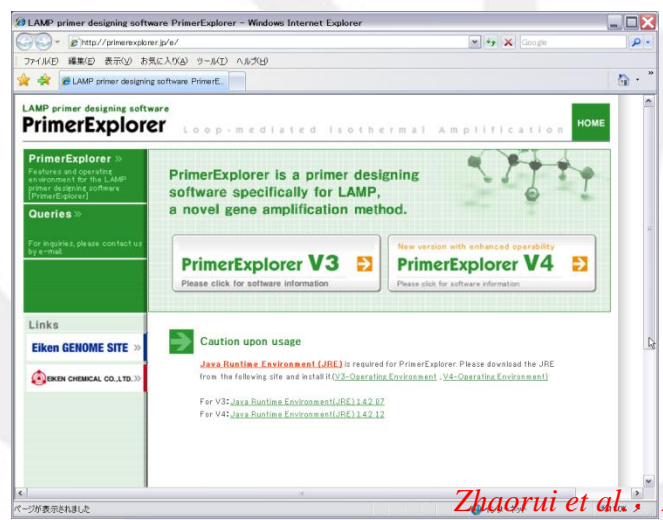 LAMP primer designing software PrimerExplorer - Windows Internet Explorer
http://primerexplorer.jp/e/
Google
ファイル(F) 編集(E) 表示(V) お気に入り(A) ツール(T) ヘルプ(H)
LAMP primer designing software PrimerE...
LAMP primer designing software
PrimerExplorer
Loop-mediated Isothermal Amplification
HOME
PrimerExplorer »
Features and operating
environment for the LAMP
primer designing software
[PrimerExplorer]
Queries »
For inquiries, please contact us
by e-mail.
PrimerExplorer is a primer designing
software specifically for LAMP,
a novel gene amplification method.
PrimerExplorer V3
Please click for software information
New version with enhanced operability
PrimerExplorer V4
Please click for software information
Links
Eiken GENOME SITE »
EIKEN CHEMICAL CO.,LTD. »
Caution upon usage
Java Runtime Environment (JRE) is required for PrimerExplorer. Please download the JRE
from the following site and install it.(V3-Operating Environment , V4-Operating Environment)
For V3: Java Runtime Environment(JRE) 1.4.2_07
For V4: Java Runtime Environment(JRE) 1.4.2_12
ページが表示されました
Zhaorui et al.,